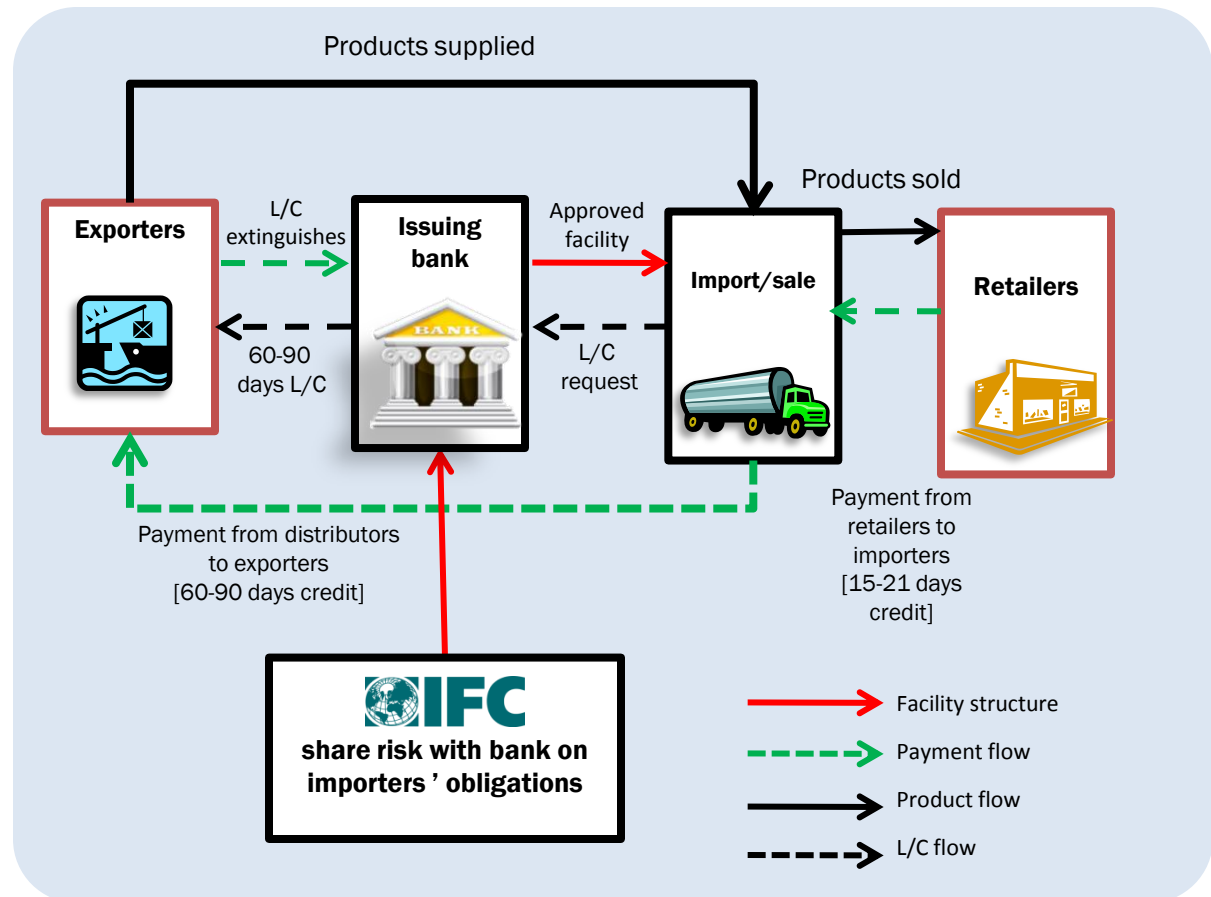 Products supplied
Products sold
Exporters
L/C
extinguishes
60-90
days L/C
Issuing
bank
BANK
Approved
facility
L/C
request
Import/sale
Retailers
Payment from distributors
to exporters
[60-90 days credit]
Payment from
retailers to
importers
[15-21 days
credit]
IFC
share risk with bank on
importers ’ obligations
Facility structure
Payment flow
Product flow
L/C flow